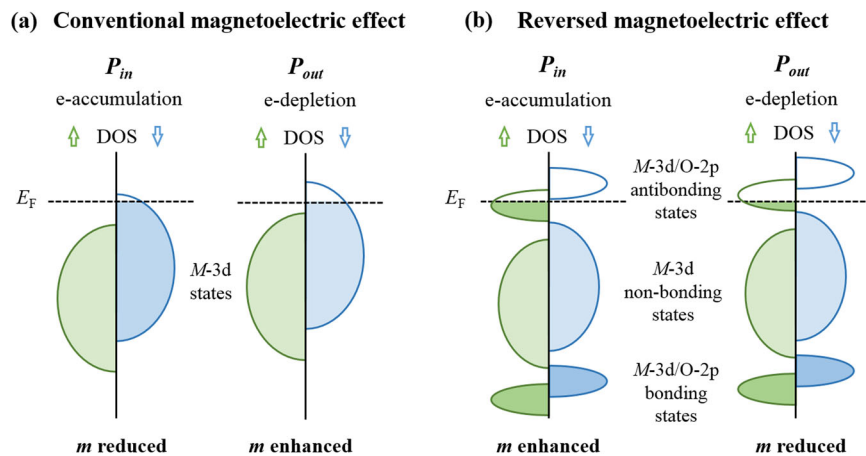 (a) Conventional magnetoelectric effect
P_in
P_out
e-accumulation
e-depletion
DOS
DOS
E_F
M-3d
states
m reduced
m enhanced
(b) Reversed magnetoelectric effect
P_in
P_out
e-accumulation
e-depletion
DOS
DOS
M-3d/O-2p
antibonding
states
M-3d
non-bonding
states
M-3d/O-2p
bonding
states
E_F
m enhanced
m reduced